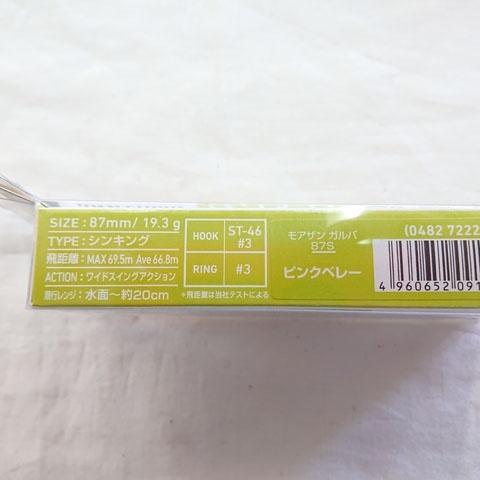 SIZE : 87mm/ 19.3 g
TYPE : シンキング
飛距離 : MAX 69.5m Ave 66.8m
ACTION : ワイドスイングアクション
潜行レンジ : 水面～約20cm
HOOK ST-46 #3
RING #3
*飛距離は当社テストによる
モアザン ガルバ
87S
ピンクベレー
(0482 7222
4 960652 091